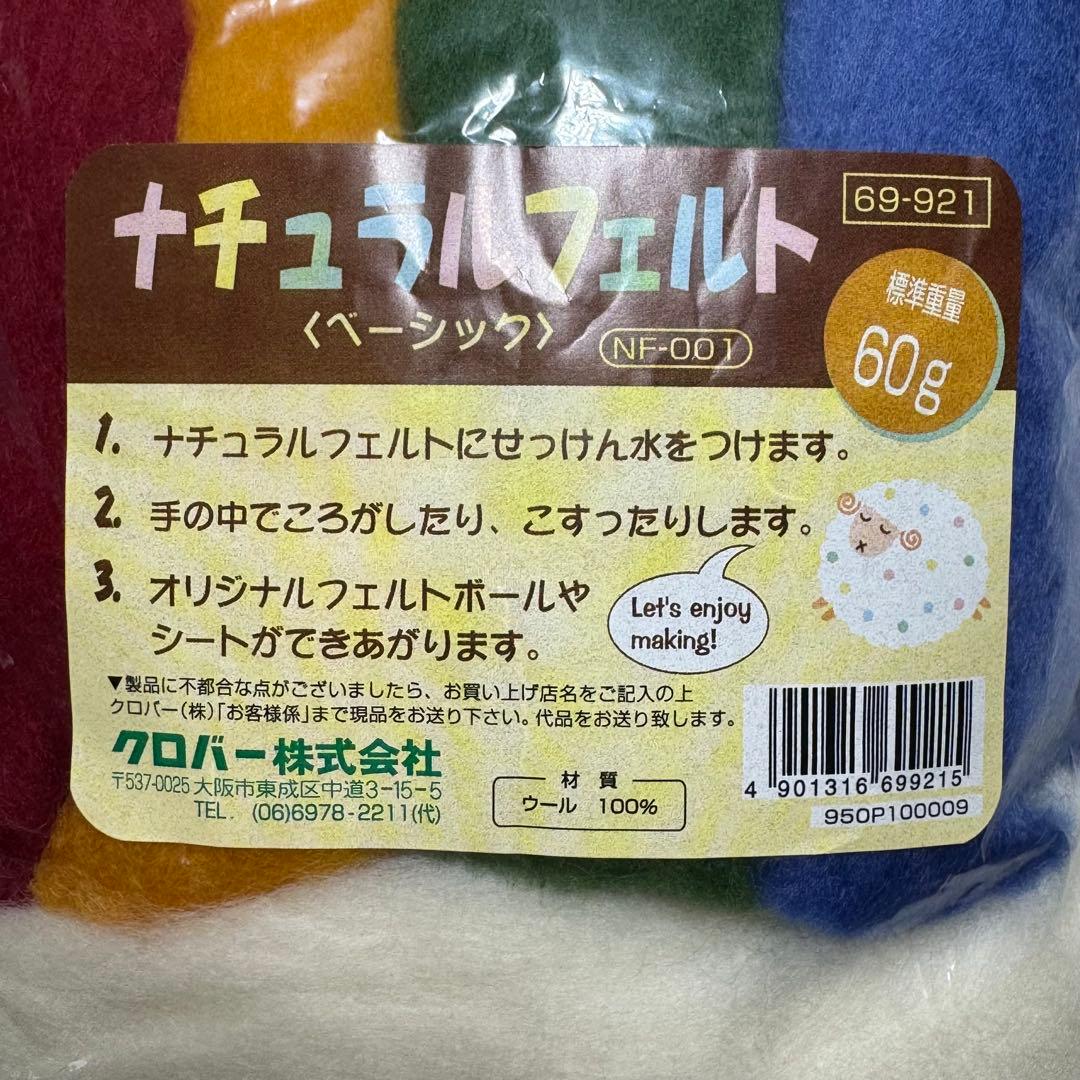 ナチュラルフェルト
69-921
〈ベーシック〉
NF-001
標準重量
60g
1. ナチュラルフェルトにせっけん水をつけます。
2. 手の中でころがしたり、こすったりします。
3. オリジナルフェルトボールや
シートができあがります。
Let's enjoy
making!
▼製品に不都合な点がございましたら、お買い上げ店名をご記入の上
クロバー(株)「お客様係」まで現品をお送り下さい。代品をお送り致します。
クロバー株式会社
〒537-0025 大阪市東成区中道3-15-5
TEL. (06)6978-2211(代)
材 質
ウール 100%
4 901316 699215
950P100009